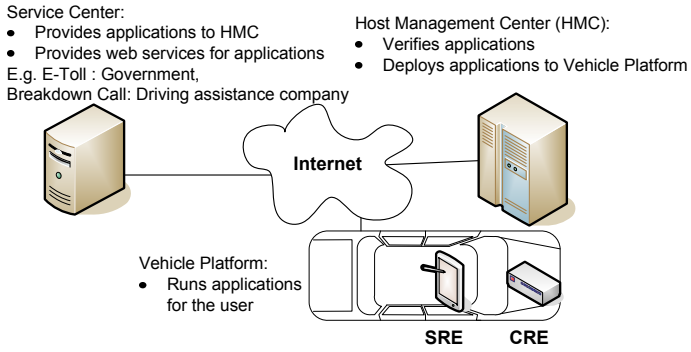 Service Center:
• Provides applications to HMC
• Provides web services for applications
E.g. E-Toll : Government,
Breakdown Call: Driving assistance company
Host Management Center (HMC):
• Verifies applications
• Deploys applications to Vehicle Platform
Internet
Vehicle Platform:
• Runs applications
for the user
SRE CRE